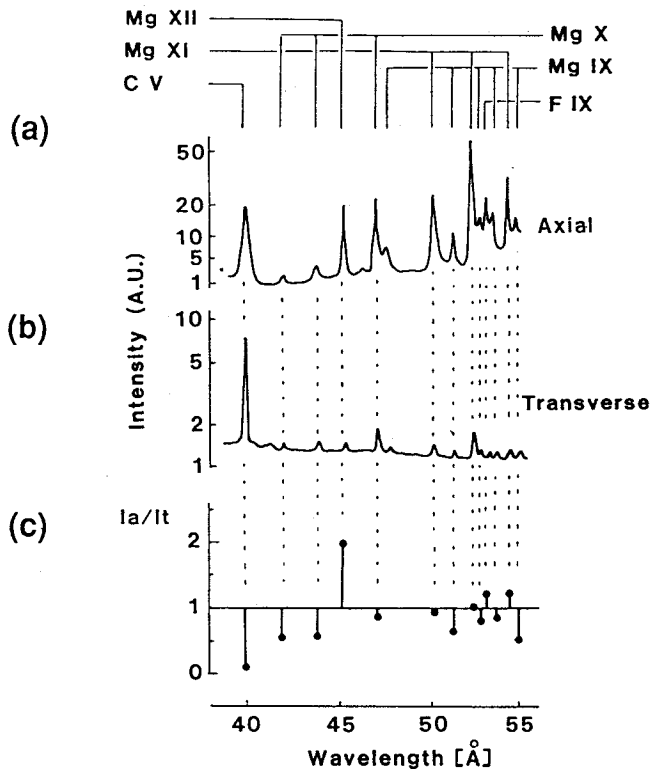 Mg XII
Mg XI
C V
Mg X
Mg IX
F IX
(a)
50
20
10
5
1
Axial
(b)
Intensity (A.U.)
10
5
2
1
Transverse
(c)
Ia/It
2
1
0
40 45 50 55
Wavelength [Å]